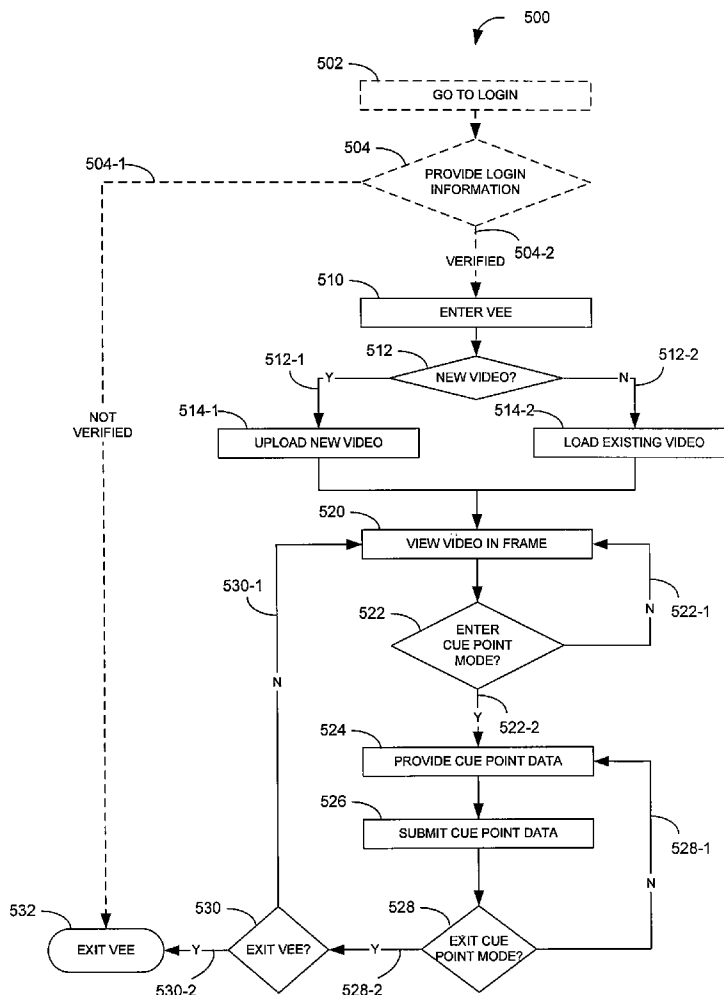 500
502
GO TO LOGIN
504-1
504
PROVIDE LOGIN
INFORMATION
504-2
VERIFIED
510
ENTER VEE
512-1
512
512-2
Y
NEW VIDEO?
N
NOT
VERIFIED
514-1
514-2
UPLOAD NEW VIDEO
LOAD EXISTING VIDEO
520
VIEW VIDEO IN FRAME
530-1
522
ENTER
CUE POINT
MODE?
N
522-1
N
Y
522-2
524
PROVIDE CUE POINT DATA
526
SUBMIT CUE POINT DATA
528-1
N
532
530
528
EXIT VEE
Y
EXIT VEE?
Y
EXIT CUE
POINT MODE?
530-2
528-2